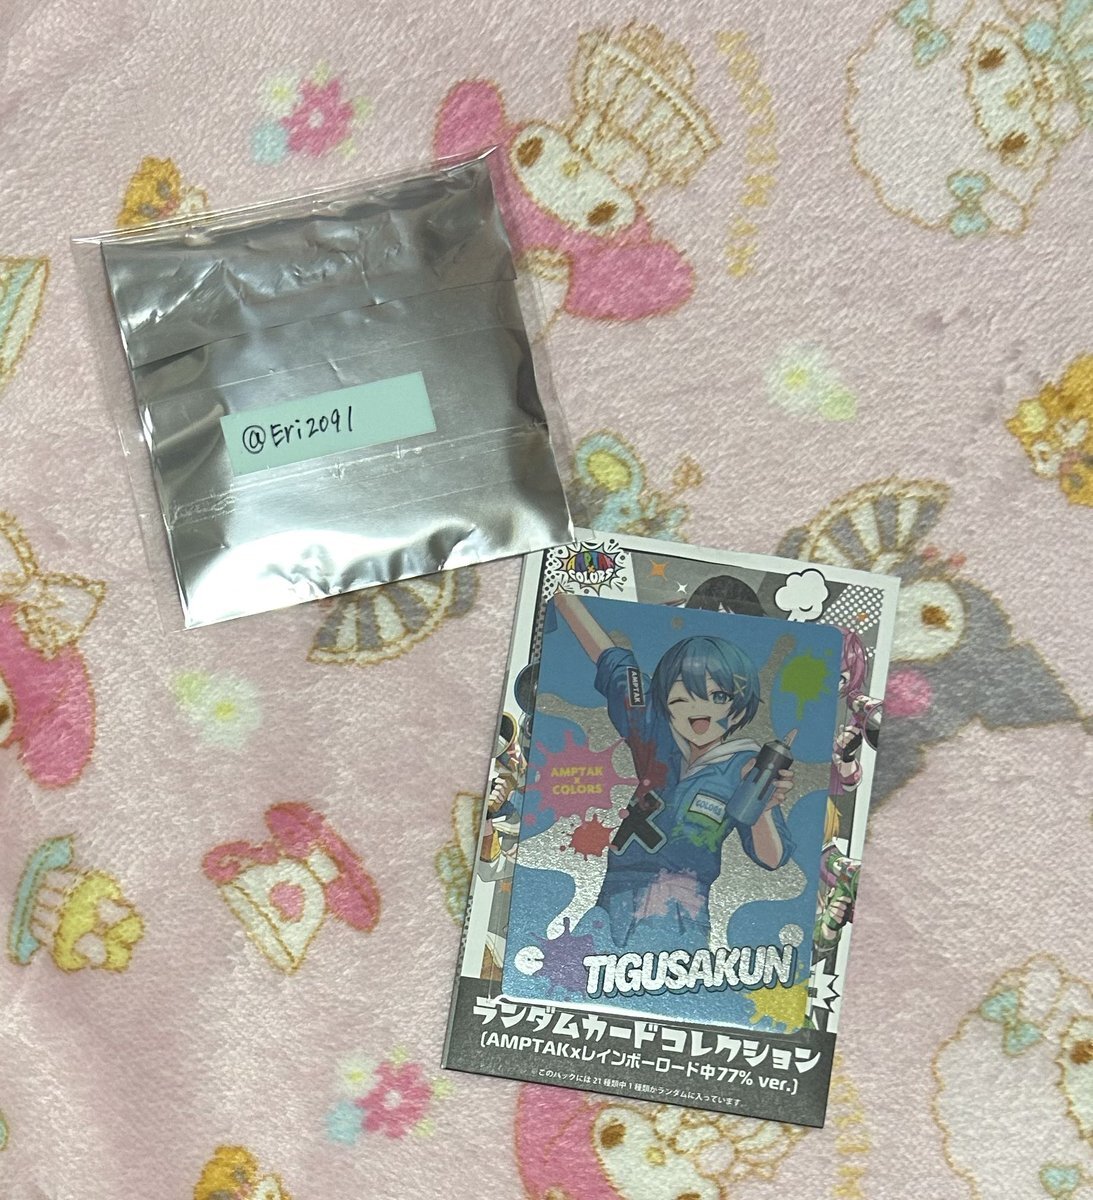 @Eri2091
AMPTAK
×
COLORS
AMPTAK
AMPTAK
×
COLORS
COLORS
TIGUSAKUN
ランダムカードコレクション
(AMPTAK×レインボーロード中77% ver.)
このパックには21種類中1種類がランダムに入っています。